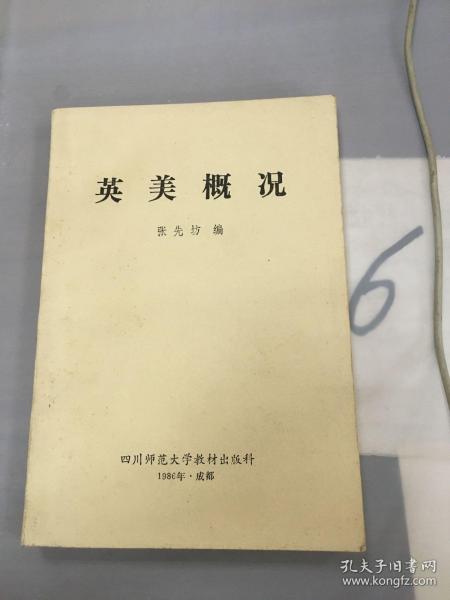 英美概况
张先坊 编
6
四川师范大学教材出版科
1986年·成都
孔夫子旧书网
www.kongfz.com